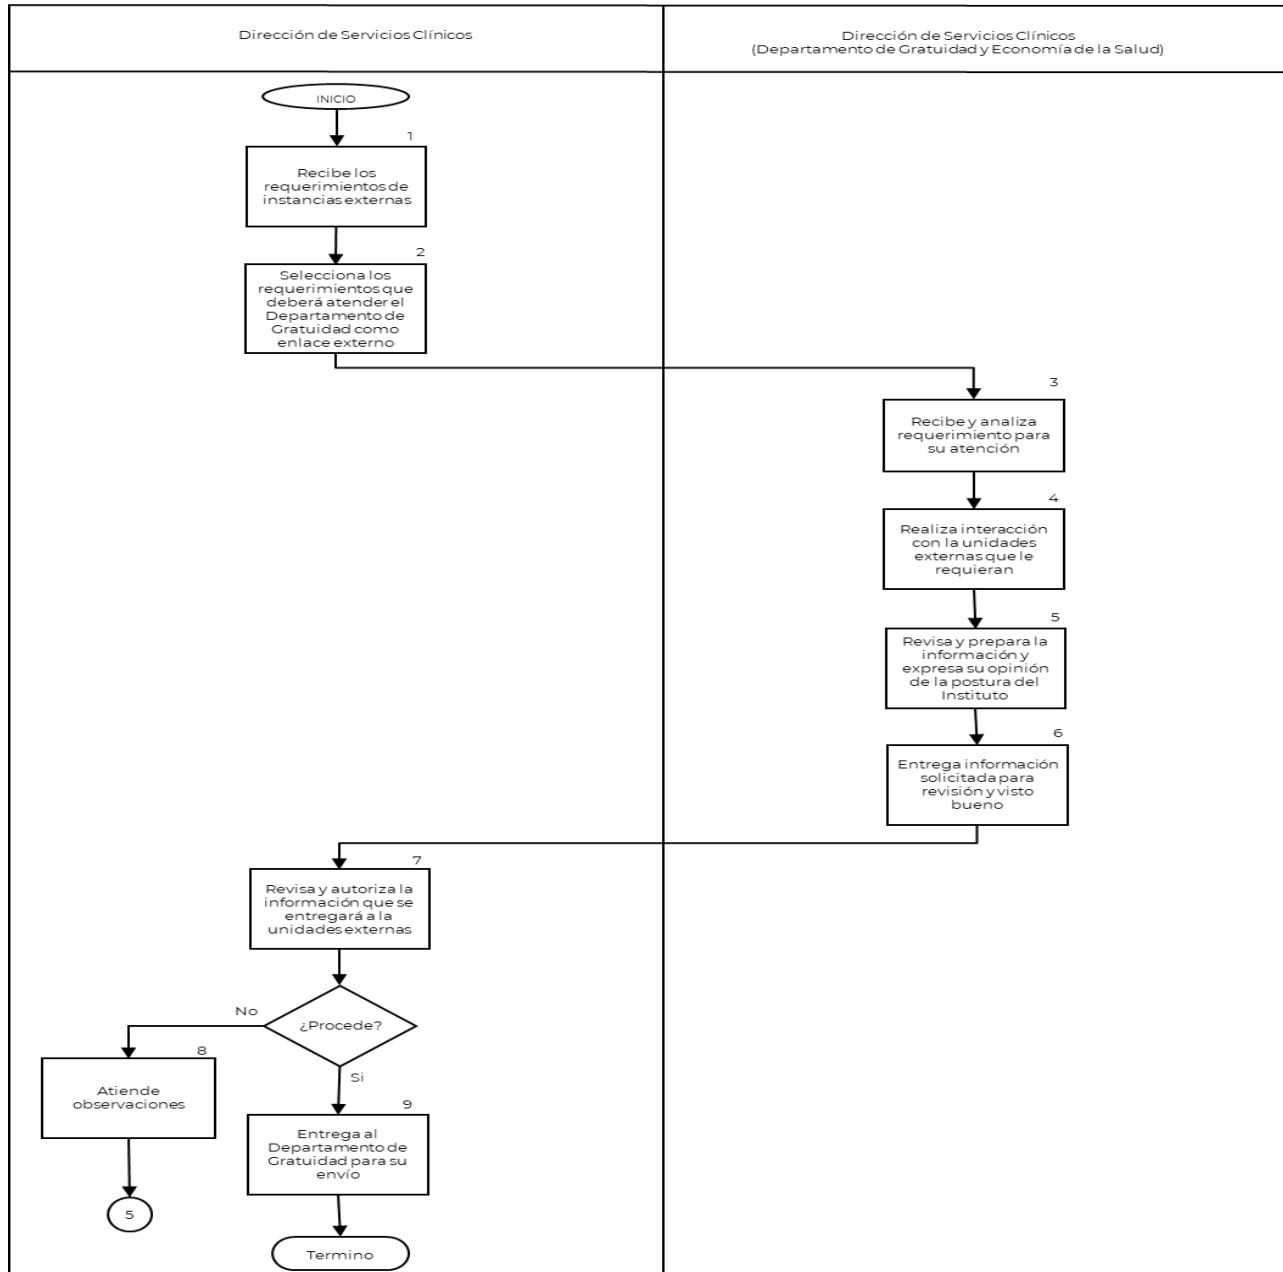 Dirección de Servicios Clínicos
Dirección de Servicios Clínicos
(Departamento de Gratuidad y Economía de la Salud)
INICIO
1
Recibe los
requerimientos de
instancias externas
2
Selecciona los
requerimientos que
deberá atender el
Departamento de
Gratuidad como
enlace externo
3
Recibe y analiza
requerimiento para
su atención
4
Realiza interacción
con la unidades
externas que le
requieran
5
Revisa y prepara la
información y
expresa su opinión
de la postura del
Instituto
6
Entrega información
solicitada para
revisión y visto
bueno
7
Revisa y autoriza la
información que se
entregará a la
unidades externas
¿Procede?
No
Si
8
Atiende
observaciones
5
9
Entrega al
Departamento de
Gratuidad para su
envío
Termino